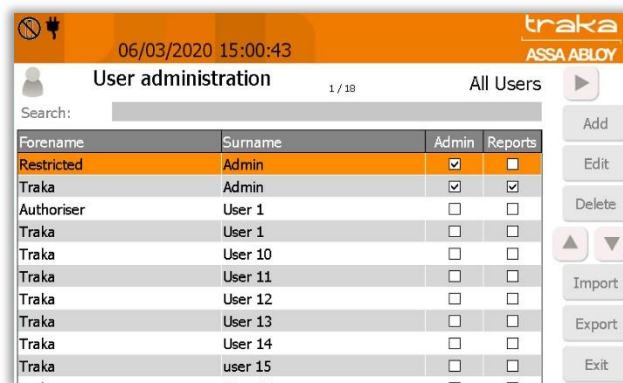 traka
06/03/2020 15:00:43
ASSA ABLOY
User administration 1 / 18 All Users
Search:
Add
Forename Surname Admin Reports
Restricted Admin
Edit
Traka Admin
Authoriser User 1
Delete
Traka User 1
Traka User 10
Traka User 11
Import
Traka User 12
Traka User 13
Export
Traka User 14
Traka user 15
Exit